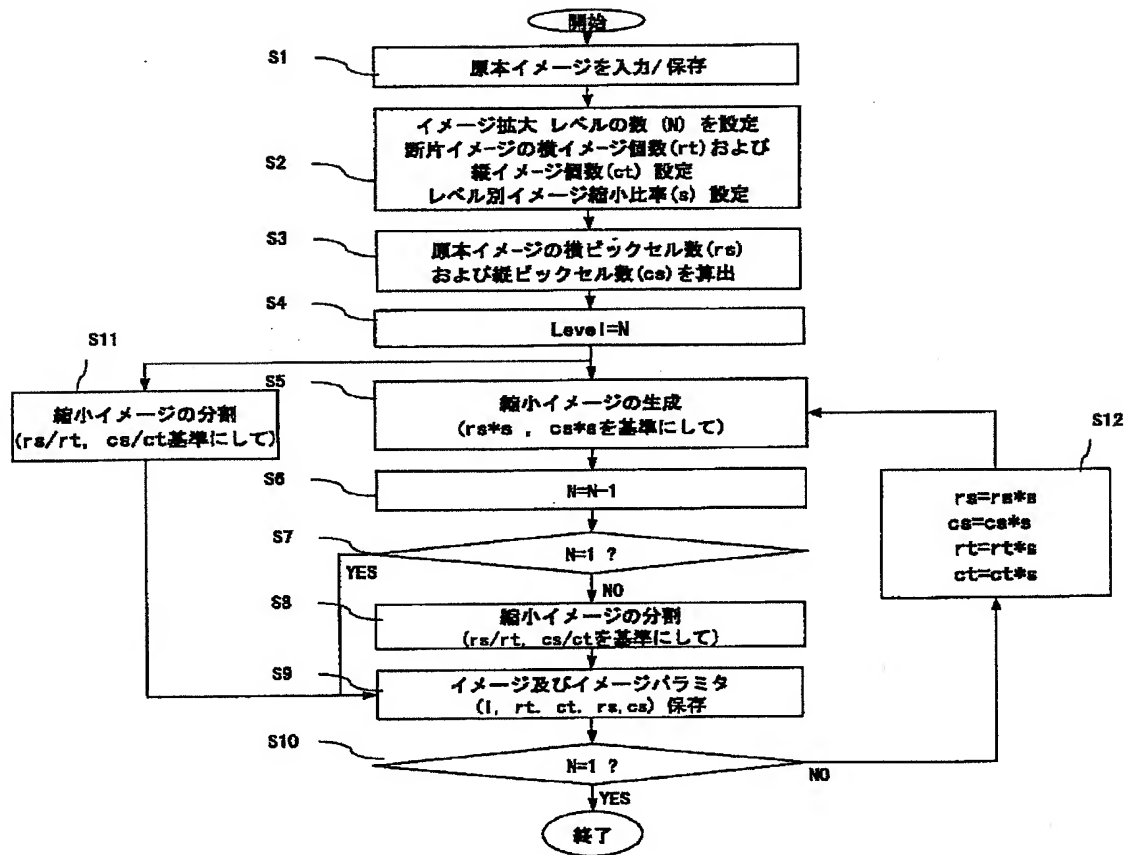 開始
S1
原本イメージを入力/保存
S2
イメージ拡大 レベルの数 (N) を設定
断片イメージの横イメージ個数(rt)および
縦イメージ個数(ct) 設定
レベル別イメージ縮小比率(s) 設定
S3
原本イメージの横ピックセル数(rs)
および縦ピックセル数(cs)を算出
S4
Level=N
S11
縮小イメージの分割
(rs/rt, cs/ct基準にして)
S5
縮小イメージの生成
(rs*s , cs*sを基準にして)
S12
rs=rs*s
cs=cs*s
rt=rt*s
ct=ct*s
S6
N=N-1
S7
N=1 ?
YES
NO
S8
縮小イメージの分割
(rs/rt, cs/ctを基準にして)
S9
イメージ及びイメージパラミタ
(I, rt. ct. rs,cs) 保存
S10
N=1 ?
NO
YES
終了